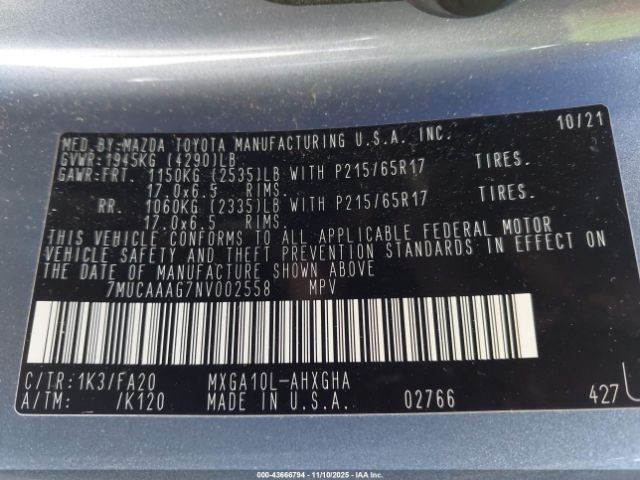 MFD.BY:MAZDA TOYOTA MANUFACTURING U.S.A. INC. 10/21
GVWR:1945KG (4290)LB
GAWR:FRT. 1150KG (2535)LB WITH P215/65R17 TIRES.
17.0x6.5 RIMS.
RR. 1060KG (2335)LB WITH P215/65R17 TIRES.
17.0x6.5 RIMS.
THIS VEHICLE CONFORMS TO ALL APPLICABLE FEDERAL MOTOR
VEHICLE SAFETY AND THEFT PREVENTION STANDARDS IN EFFECT ON
THE DATE OF MANUFACTURE SHOWN ABOVE
7MUCAAAG7NV002558 MPV
C/TR:1K3/FA20 MXGA10L-AHXGHA
A/TM: /K120 MADE IN U.S.A. 02766 427
000-43666794 - 11/10/2025 - IAAI.CA